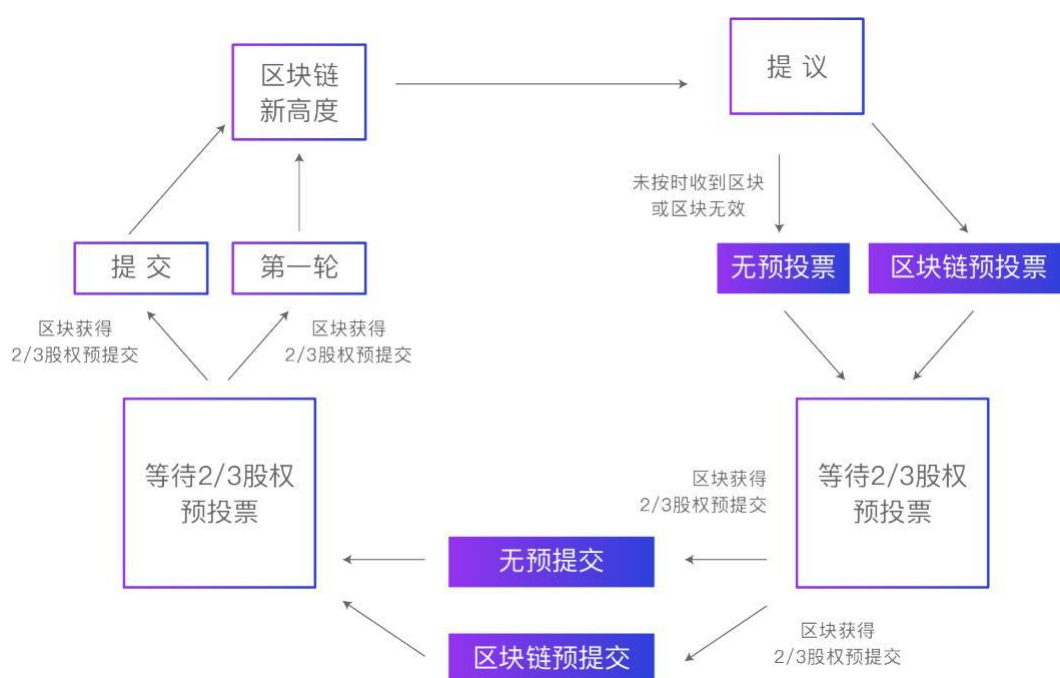 区块链
新高度
提 议
未按时收到区块
或区块无效
提 交
第一轮
无预投票
区块链预投票
区块获得
2/3股权预提交
区块获得
2/3股权预提交
等待2/3股权
预投票
等待2/3股权
预投票
区块获得
2/3股权预提交
无预提交
区块获得
2/3股权预提交
区块链预提交